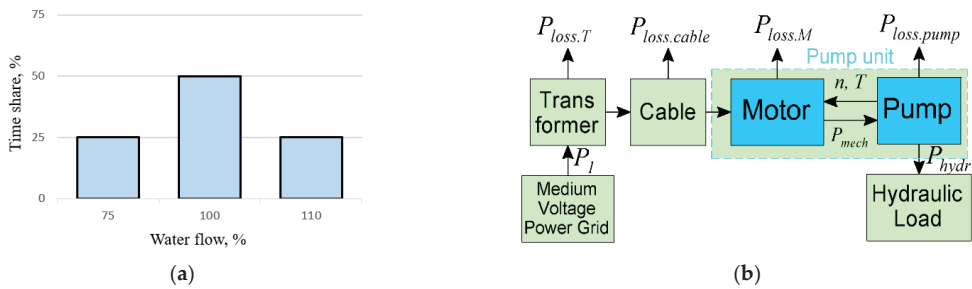 75
50
25
0
Time share, %
75 100 110
Water flow, %
(a)
P_loss.T P_loss.cable P_loss.M P_loss.pump
Pump unit
Trans
former
Cable
Motor
n, T
P_mech
Pump
P_1
P_hydr
Medium
Voltage
Power Grid
Hydraulic
Load
(b)